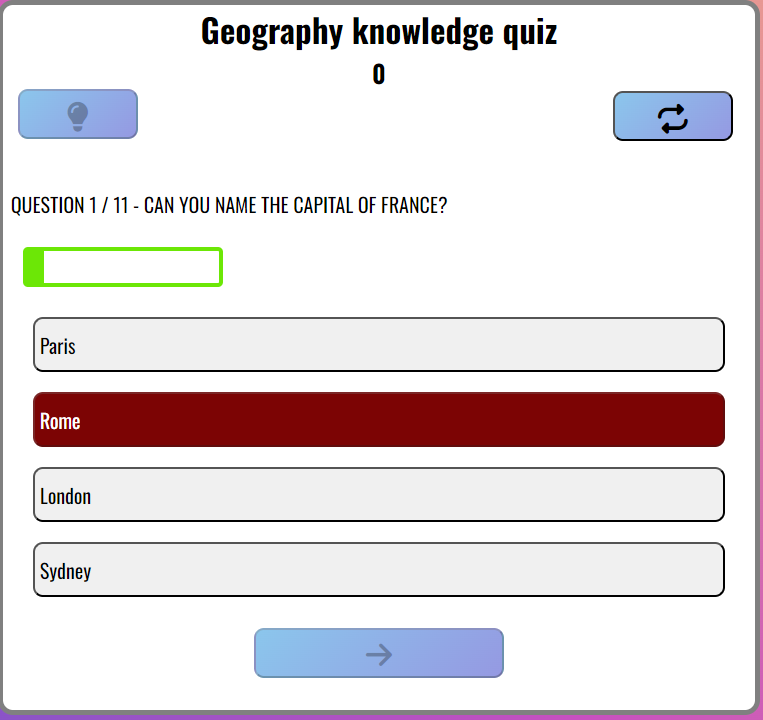 Geography knowledge quiz
0
QUESTION 1 / 11 - CAN YOU NAME THE CAPITAL OF FRANCE?
Paris
Rome
London
Sydney